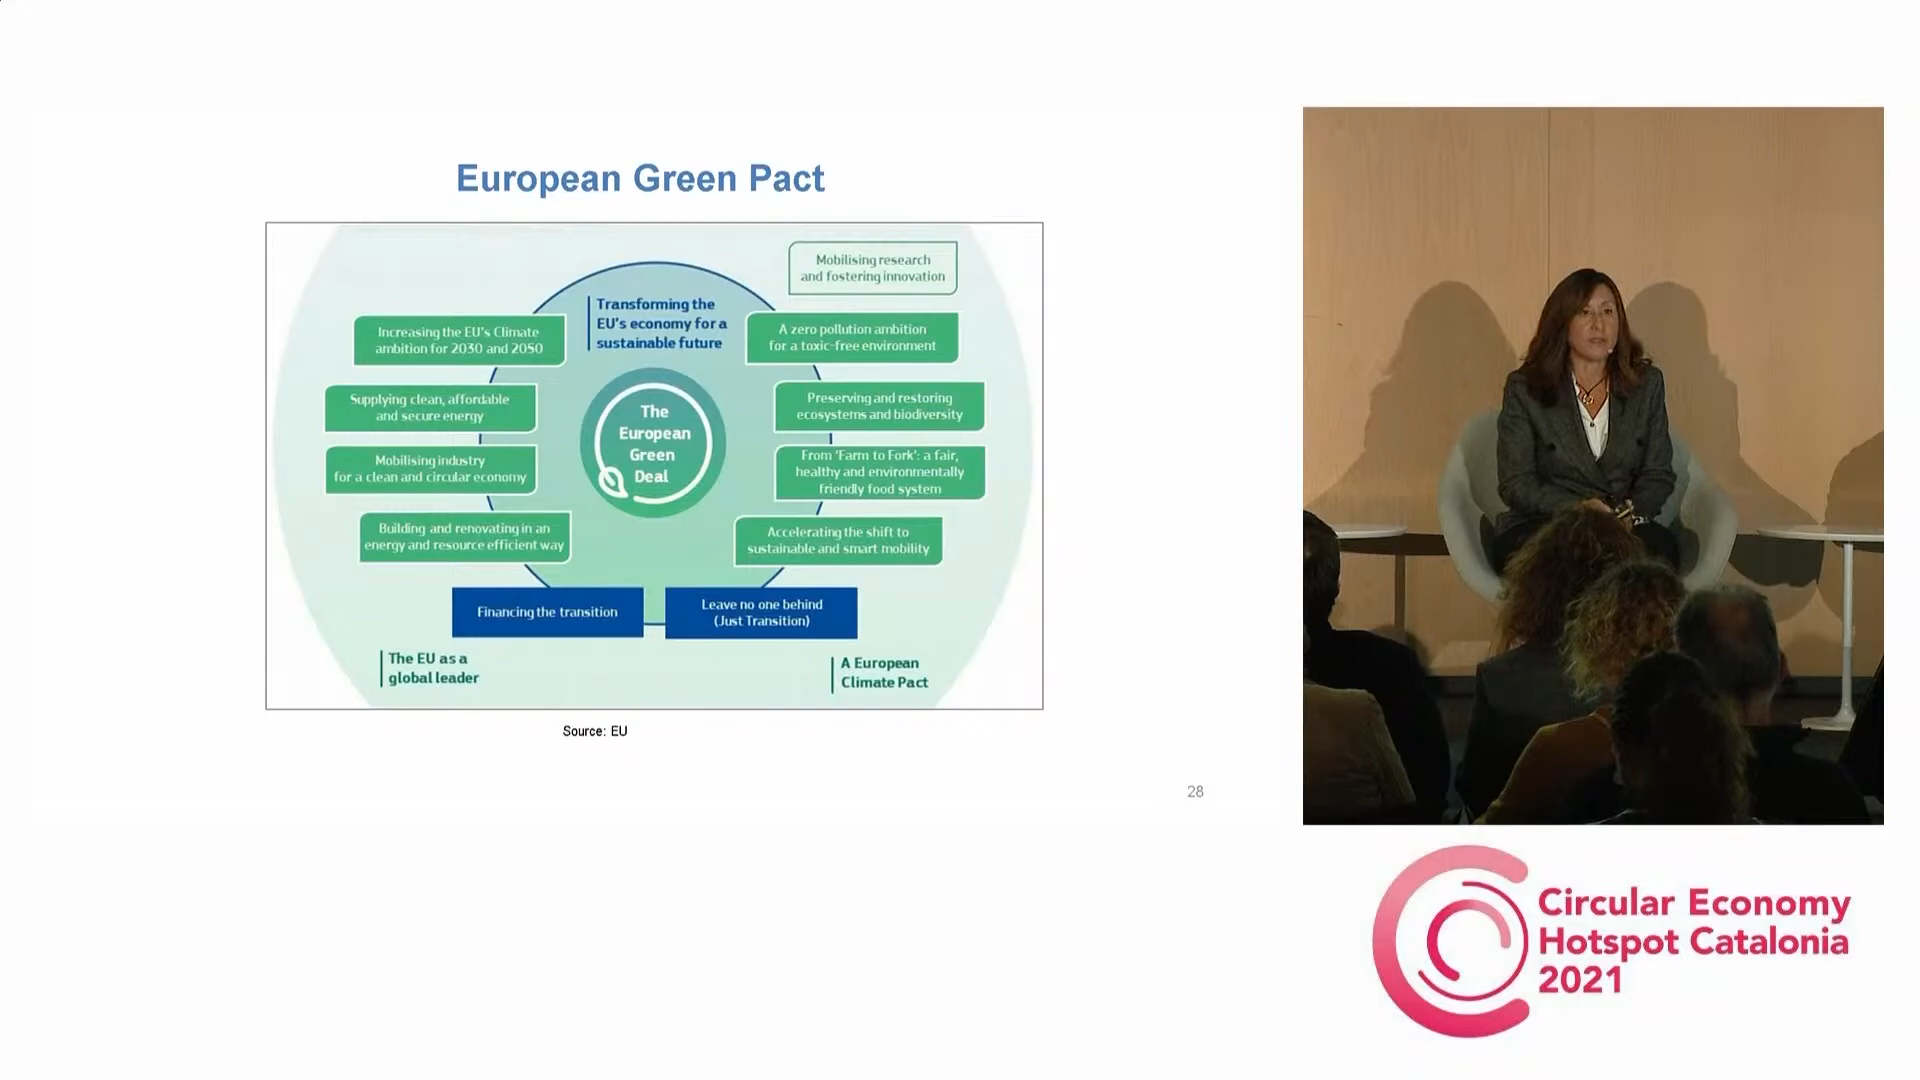 European Green Pact
Mobilising research
and fostering innovation
Transforming the
EU's economy for a
sustainable future
Increasing the EU's Climate
ambition for 2030 and 2050
A zero pollution ambition
for a toxic-free environment
Supplying clean, affordable
and secure energy
Preserving and restoring
ecosystems and biodiversity
The
European
Green
Deal
Mobilising industry
for a clean and circular economy
From 'Farm to Fork': a fair,
healthy and environmentally
friendly food system
Building and renovating in an
energy and resource efficient way
Accelerating the shift to
sustainable and smart mobility
Financing the transition
Leave no one behind
(Just Transition)
The EU as a
global leader
A European
Climate Pact
Source: EU
28
Circular Economy
Hotspot Catalonia
2021